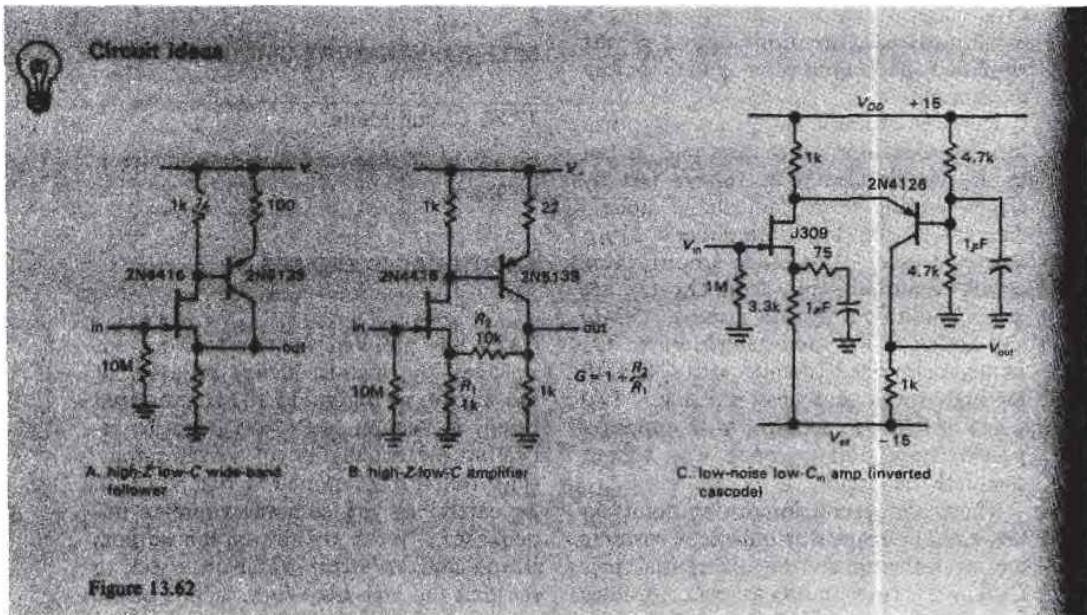 Circuit Ideas
V+
1k
100
2N4416
2N5139
in
out
10M
A. high-Z low-C wide-band
follower
V+
1k
22
2N4416
2N5139
in
out
R2
10k
10M
R1
1k
1k
G = 1 + R2/R1
B. high-Z low-C amplifier
VDD +15
1k
4.7k
2N4126
J309
Vin
75
1µF
1M
3.3k
1µF
4.7k
Vout
1k
-15
C. low-noise low-Cin amp (inverted
cascode)
Figure 13.62